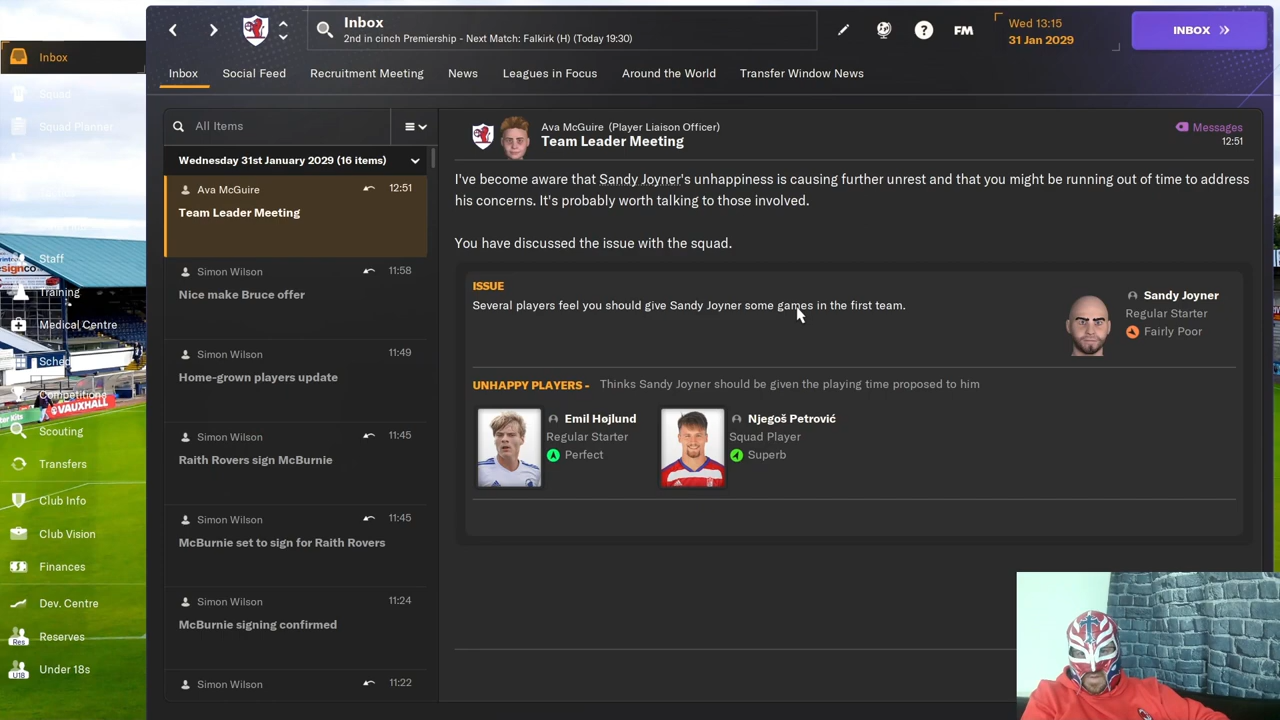 Inbox
2nd in cinch Premiership - Next Match: Falkirk (H) (Today 19:30)
?
FM
Wed 13:15
31 Jan 2029
INBOX
Inbox
Social Feed
Recruitment Meeting
News
Leagues in Focus
Around the World
Transfer Window News
Inbox
Squad
Squad Planner
Staff
Training
Medical Centre
Sched
Competitions
Scouting
Transfers
Club Info
Club Vision
Finances
Dev. Centre
Res
Reserves
U18
Under 18s
VAUXHALL
All Items
Wednesday 31st January 2029 (16 items)
Ava McGuire 12:51
Team Leader Meeting
Simon Wilson 11:58
Nice make Bruce offer
Simon Wilson 11:49
Home-grown players update
Simon Wilson 11:45
Raith Rovers sign McBurnie
Simon Wilson 11:45
McBurnie set to sign for Raith Rovers
Simon Wilson 11:24
McBurnie signing confirmed
Simon Wilson 11:22
Ava McGuire (Player Liaison Officer)
Team Leader Meeting
Messages
12:51
I've become aware that Sandy Joyner's unhappiness is causing further unrest and that you might be running out of time to address
his concerns. It's probably worth talking to those involved.
You have discussed the issue with the squad.
ISSUE
Several players feel you should give Sandy Joyner some games in the first team.
Sandy Joyner
Regular Starter
Fairly Poor
UNHAPPY PLAYERS - Thinks Sandy Joyner should be given the playing time proposed to him
Emil Højlund
Regular Starter
Perfect
Njegoš Petrović
Squad Player
Superb